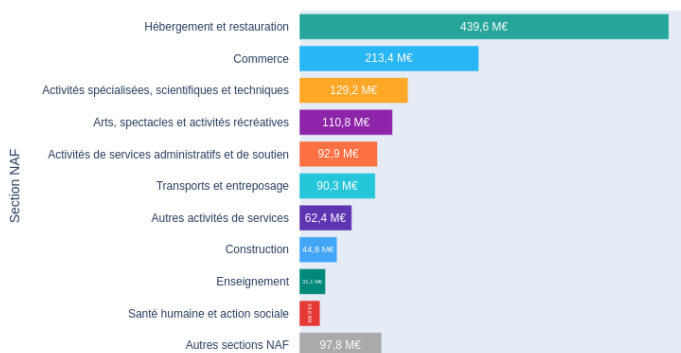 Section NAF
Hébergement et restauration 439,6 M€
Commerce 213,4 M€
Activités spécialisées, scientifiques et techniques 129,2 M€
Arts, spectacles et activités récréatives 110,8 M€
Activités de services administratifs et de soutien 92,9 M€
Transports et entreposage 90,3 M€
Autres activités de services 62,4 M€
Construction 44,8 M€
Enseignement 31,1 M€
Santé humaine et action sociale
Autres sections NAF 97,8 M€